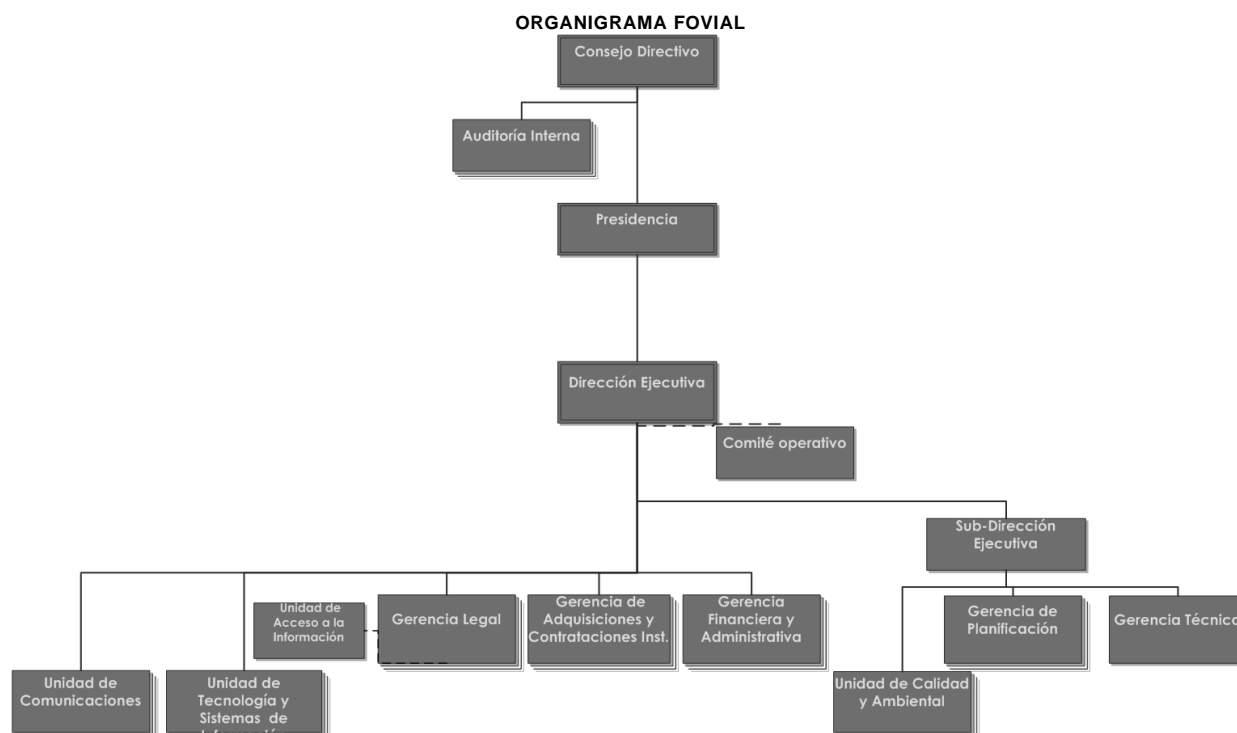 ORGANIGRAMA FOVIAL
Consejo Directivo
Auditoría Interna
Presidencia
Dirección Ejecutiva
Comité operativo
Sub-Dirección
Ejecutiva
Unidad de
Acceso a la
Información
Gerencia Legal
Gerencia de
Adquisiciones y
Contrataciones Inst.
Gerencia
Financiera y
Administrativa
Gerencia de
Planificación
Gerencia Técnica
Unidad de
Comunicaciones
Unidad de
Tecnología y
Sistemas de
Unidad de Calidad
y Ambiental